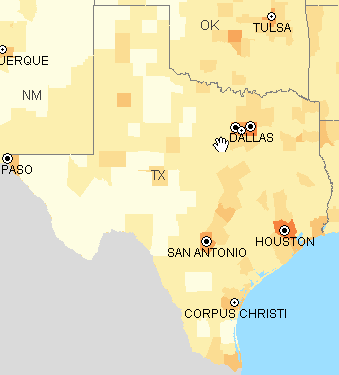 OK
TULSA
UERQUE
NM
DALLAS
PASO
TX
SAN ANTONIO
HOUSTON
CORPUS CHRISTI